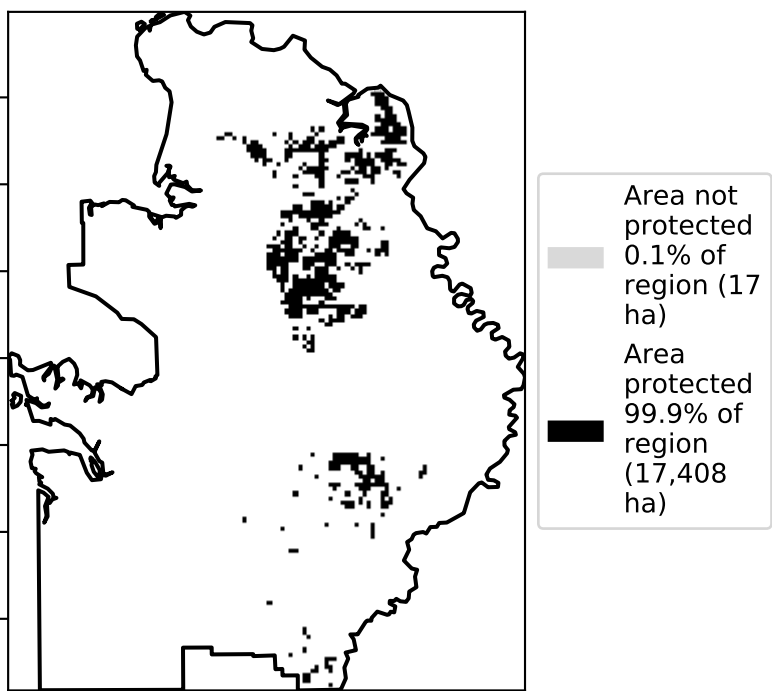 Area not
protected
0.1% of
region (17
ha)
Area
protected
99.9% of
region
(17,408
ha)